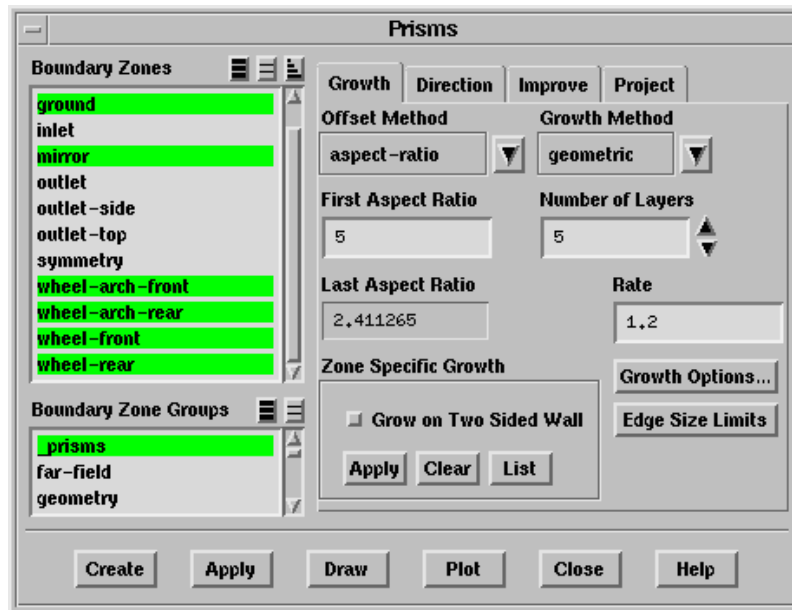 Prisms
Boundary Zones
ground
inlet
mirror
outlet
outlet-side
outlet-top
symmetry
wheel-arch-front
wheel-arch-rear
wheel-front
wheel-rear
Boundary Zone Groups
_prisms
far-field
geometry
Growth Direction Improve Project
Offset Method Growth Method
aspect-ratio geometric
First Aspect Ratio Number of Layers
5 5
Last Aspect Ratio Rate
2.411265 1.2
Zone Specific Growth
Grow on Two Sided Wall
Apply Clear List
Growth Options...
Edge Size Limits
Create Apply Draw Plot Close Help